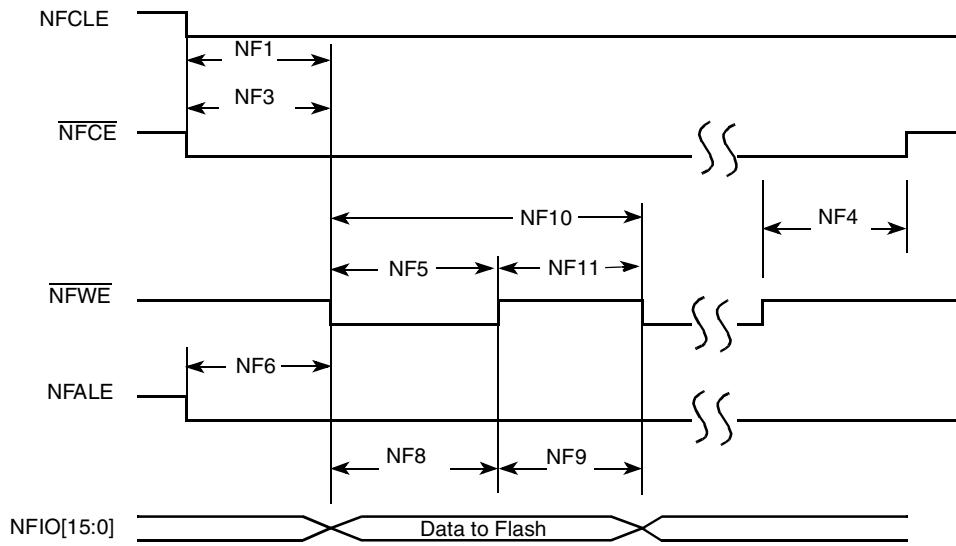 NFCLE
NF1
NF3
NFCE
NF10
NF4
NF5
NF11
NFWE
NF6
NFALE
NF8
NF9
NFIO[15:0]
Data to Flash